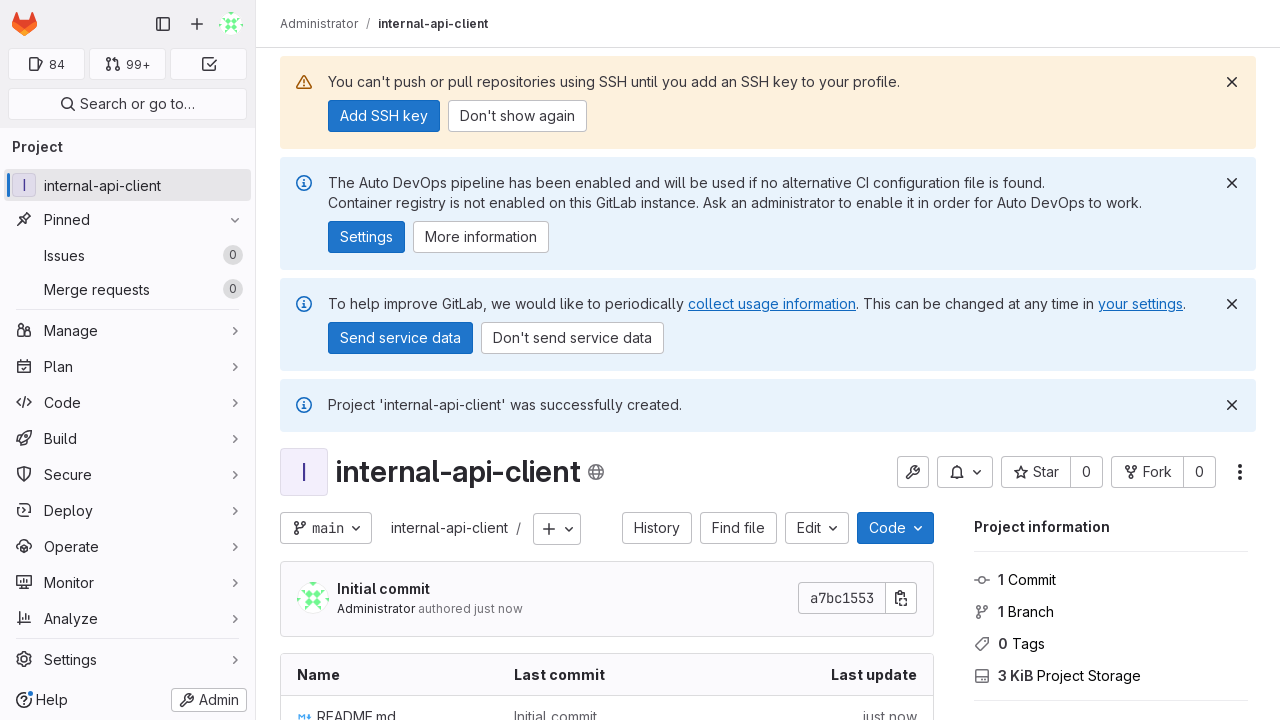 Administrator / internal-api-client
84
99+
Search or go to…
Project
I internal-api-client
Pinned
Issues 0
Merge requests 0
Manage
Plan
Code
Build
Secure
Deploy
Operate
Monitor
Analyze
Settings
Help
Admin
You can't push or pull repositories using SSH until you add an SSH key to your profile.
Add SSH key Don't show again
The Auto DevOps pipeline has been enabled and will be used if no alternative CI configuration file is found.
Container registry is not enabled on this GitLab instance. Ask an administrator to enable it in order for Auto DevOps to work.
Settings More information
To help improve GitLab, we would like to periodically collect usage information. This can be changed at any time in your settings.
Send service data Don't send service data
Project 'internal-api-client' was successfully created.
I internal-api-client
Star 0 Fork 0
main internal-api-client / History Find file Edit Code
Initial commit
Administrator authored just now
a7bc1553
Name Last commit Last update
README.md Initial commit just now
Project information
1 Commit
1 Branch
0 Tags
3 KiB Project Storage